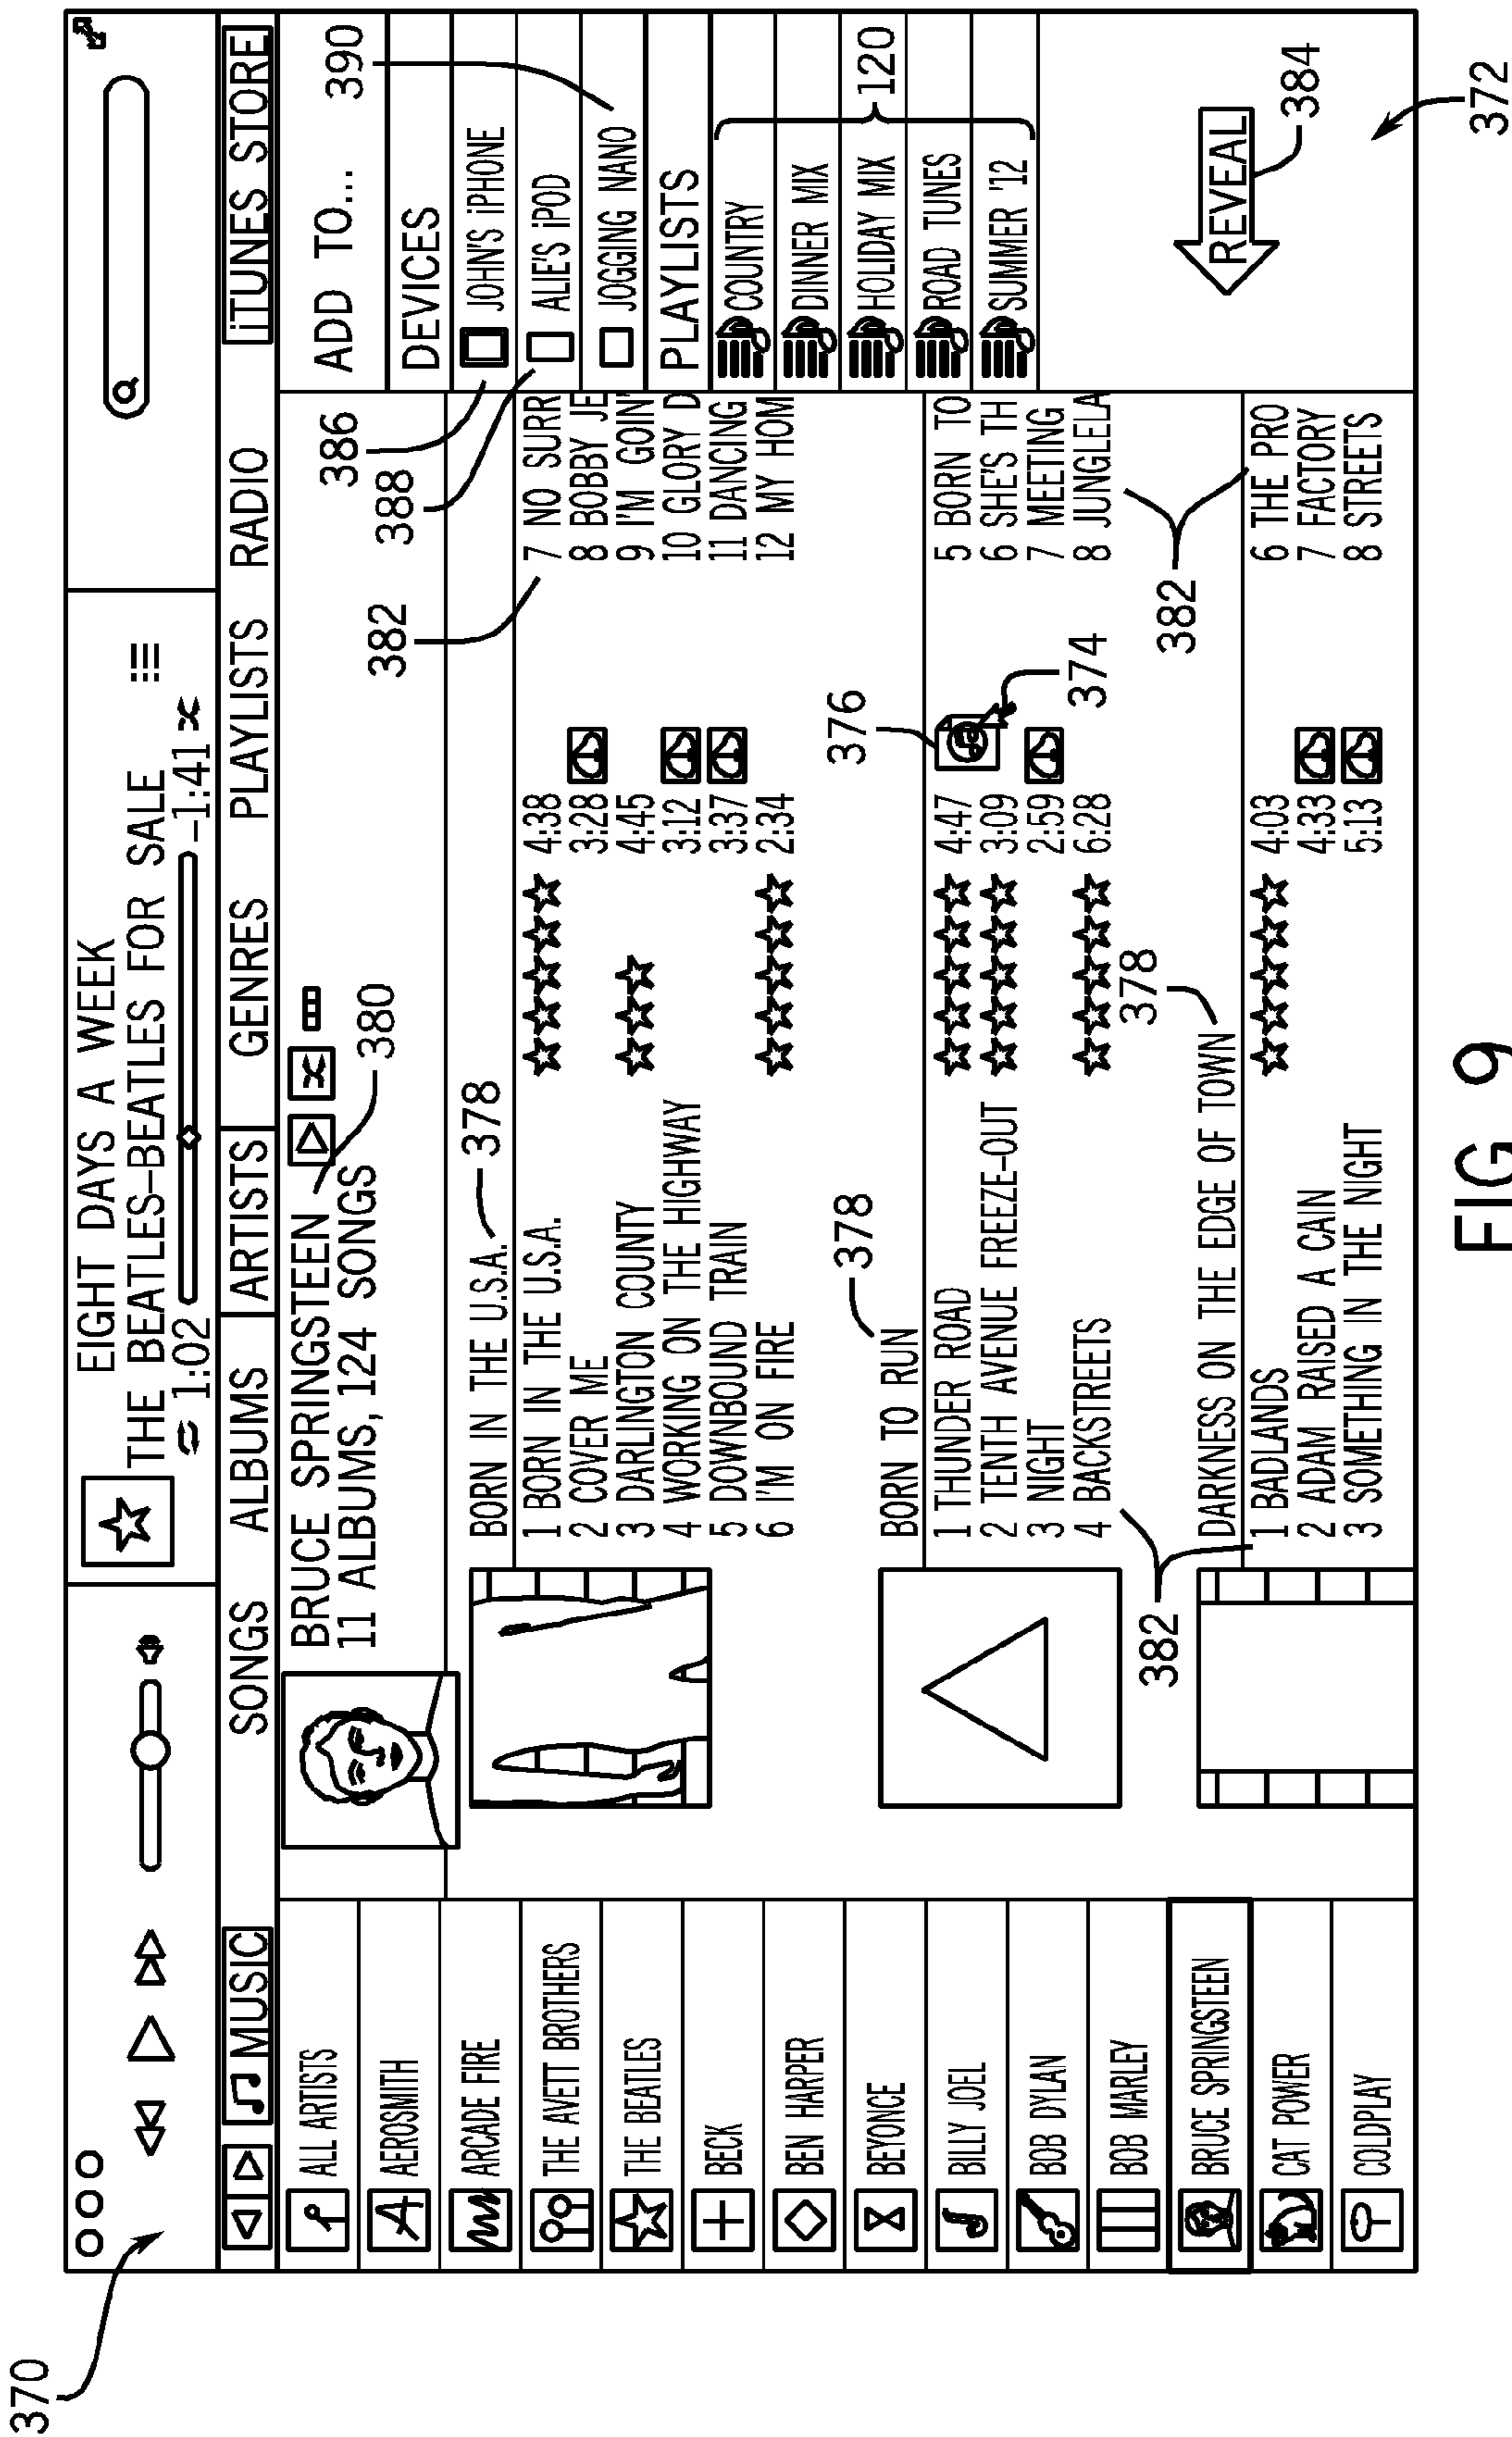 370
EIGHT DAYS A WEEK
THE BEATLES–BEATLES FOR SALE
1:02
–1:41
MUSIC
SONGS
ALBUMS
ARTISTS
GENRES
PLAYLISTS
RADIO
iTUNES STORE
ALL ARTISTS
AEROSMITH
ARCADE FIRE
THE AVETT BROTHERS
THE BEATLES
BECK
BEN HARPER
BEYONCE
BILLY JOEL
BOB DYLAN
BOB MARLEY
BRUCE SPRINGSTEEN
CAT POWER
COLDPLAY
BRUCE SPRINGSTEEN
11 ALBUMS, 124 SONGS
380
BORN IN THE U.S.A.
378
1 BORN IN THE U.S.A. 4:38
2 COVER ME 3:28
3 DARLINGTON COUNTY 4:45
4 WORKING ON THE HIGHWAY 3:12
5 DOWNBOUND TRAIN 3:37
6 I'M ON FIRE 2:34
382
7 NO SURR
8 BOBBY JE
9 I'M GOIN'
10 GLORY D
11 DANCING
12 MY HOM
BORN TO RUN
378
376
1 THUNDER ROAD 4:47
2 TENTH AVENUE FREEZE–OUT 3:09
3 NIGHT 2:59
4 BACKSTREETS 6:28
374
5 BORN TO
6 SHE'S TH
7 MEETING
8 JUNGLELA
382
378
382
DARKNESS ON THE EDGE OF TOWN
1 BADLANDS 4:03
2 ADAM RAISED A CAIN 4:33
3 SOMETHING IN THE NIGHT 5:13
6 THE PRO
7 FACTORY
8 STREETS
ADD TO...
390
DEVICES
386
388
JOHN'S iPHONE
ALIE'S iPOD
JOGGING NANO
PLAYLISTS
COUNTRY
DINNER MIX
HOLIDAY MIX
ROAD TUNES
SUMMER '12
120
REVEAL
384
372
FIG 9